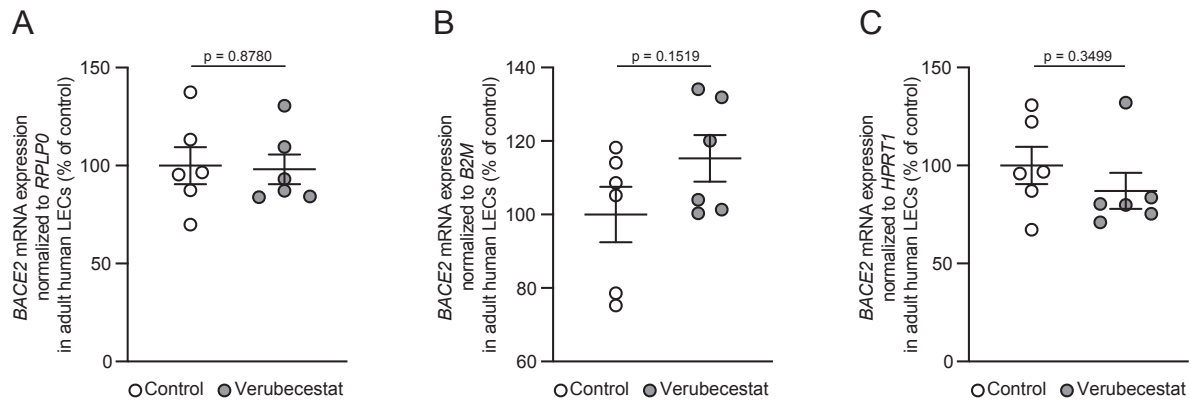 A
BACE2 mRNA expression
normalized to RPLP0
in adult human LECs (% of control)
p = 0.8780
150
100
50
0
Control
Verubecestat
B
BACE2 mRNA expression
normalized to B2M
in adult human LECs (% of control)
p = 0.1519
140
120
100
80
60
Control
Verubecestat
C
BACE2 mRNA expression
normalized to HPRT1
in adult human LECs (% of control)
p = 0.3499
150
100
50
0
Control
Verubecestat